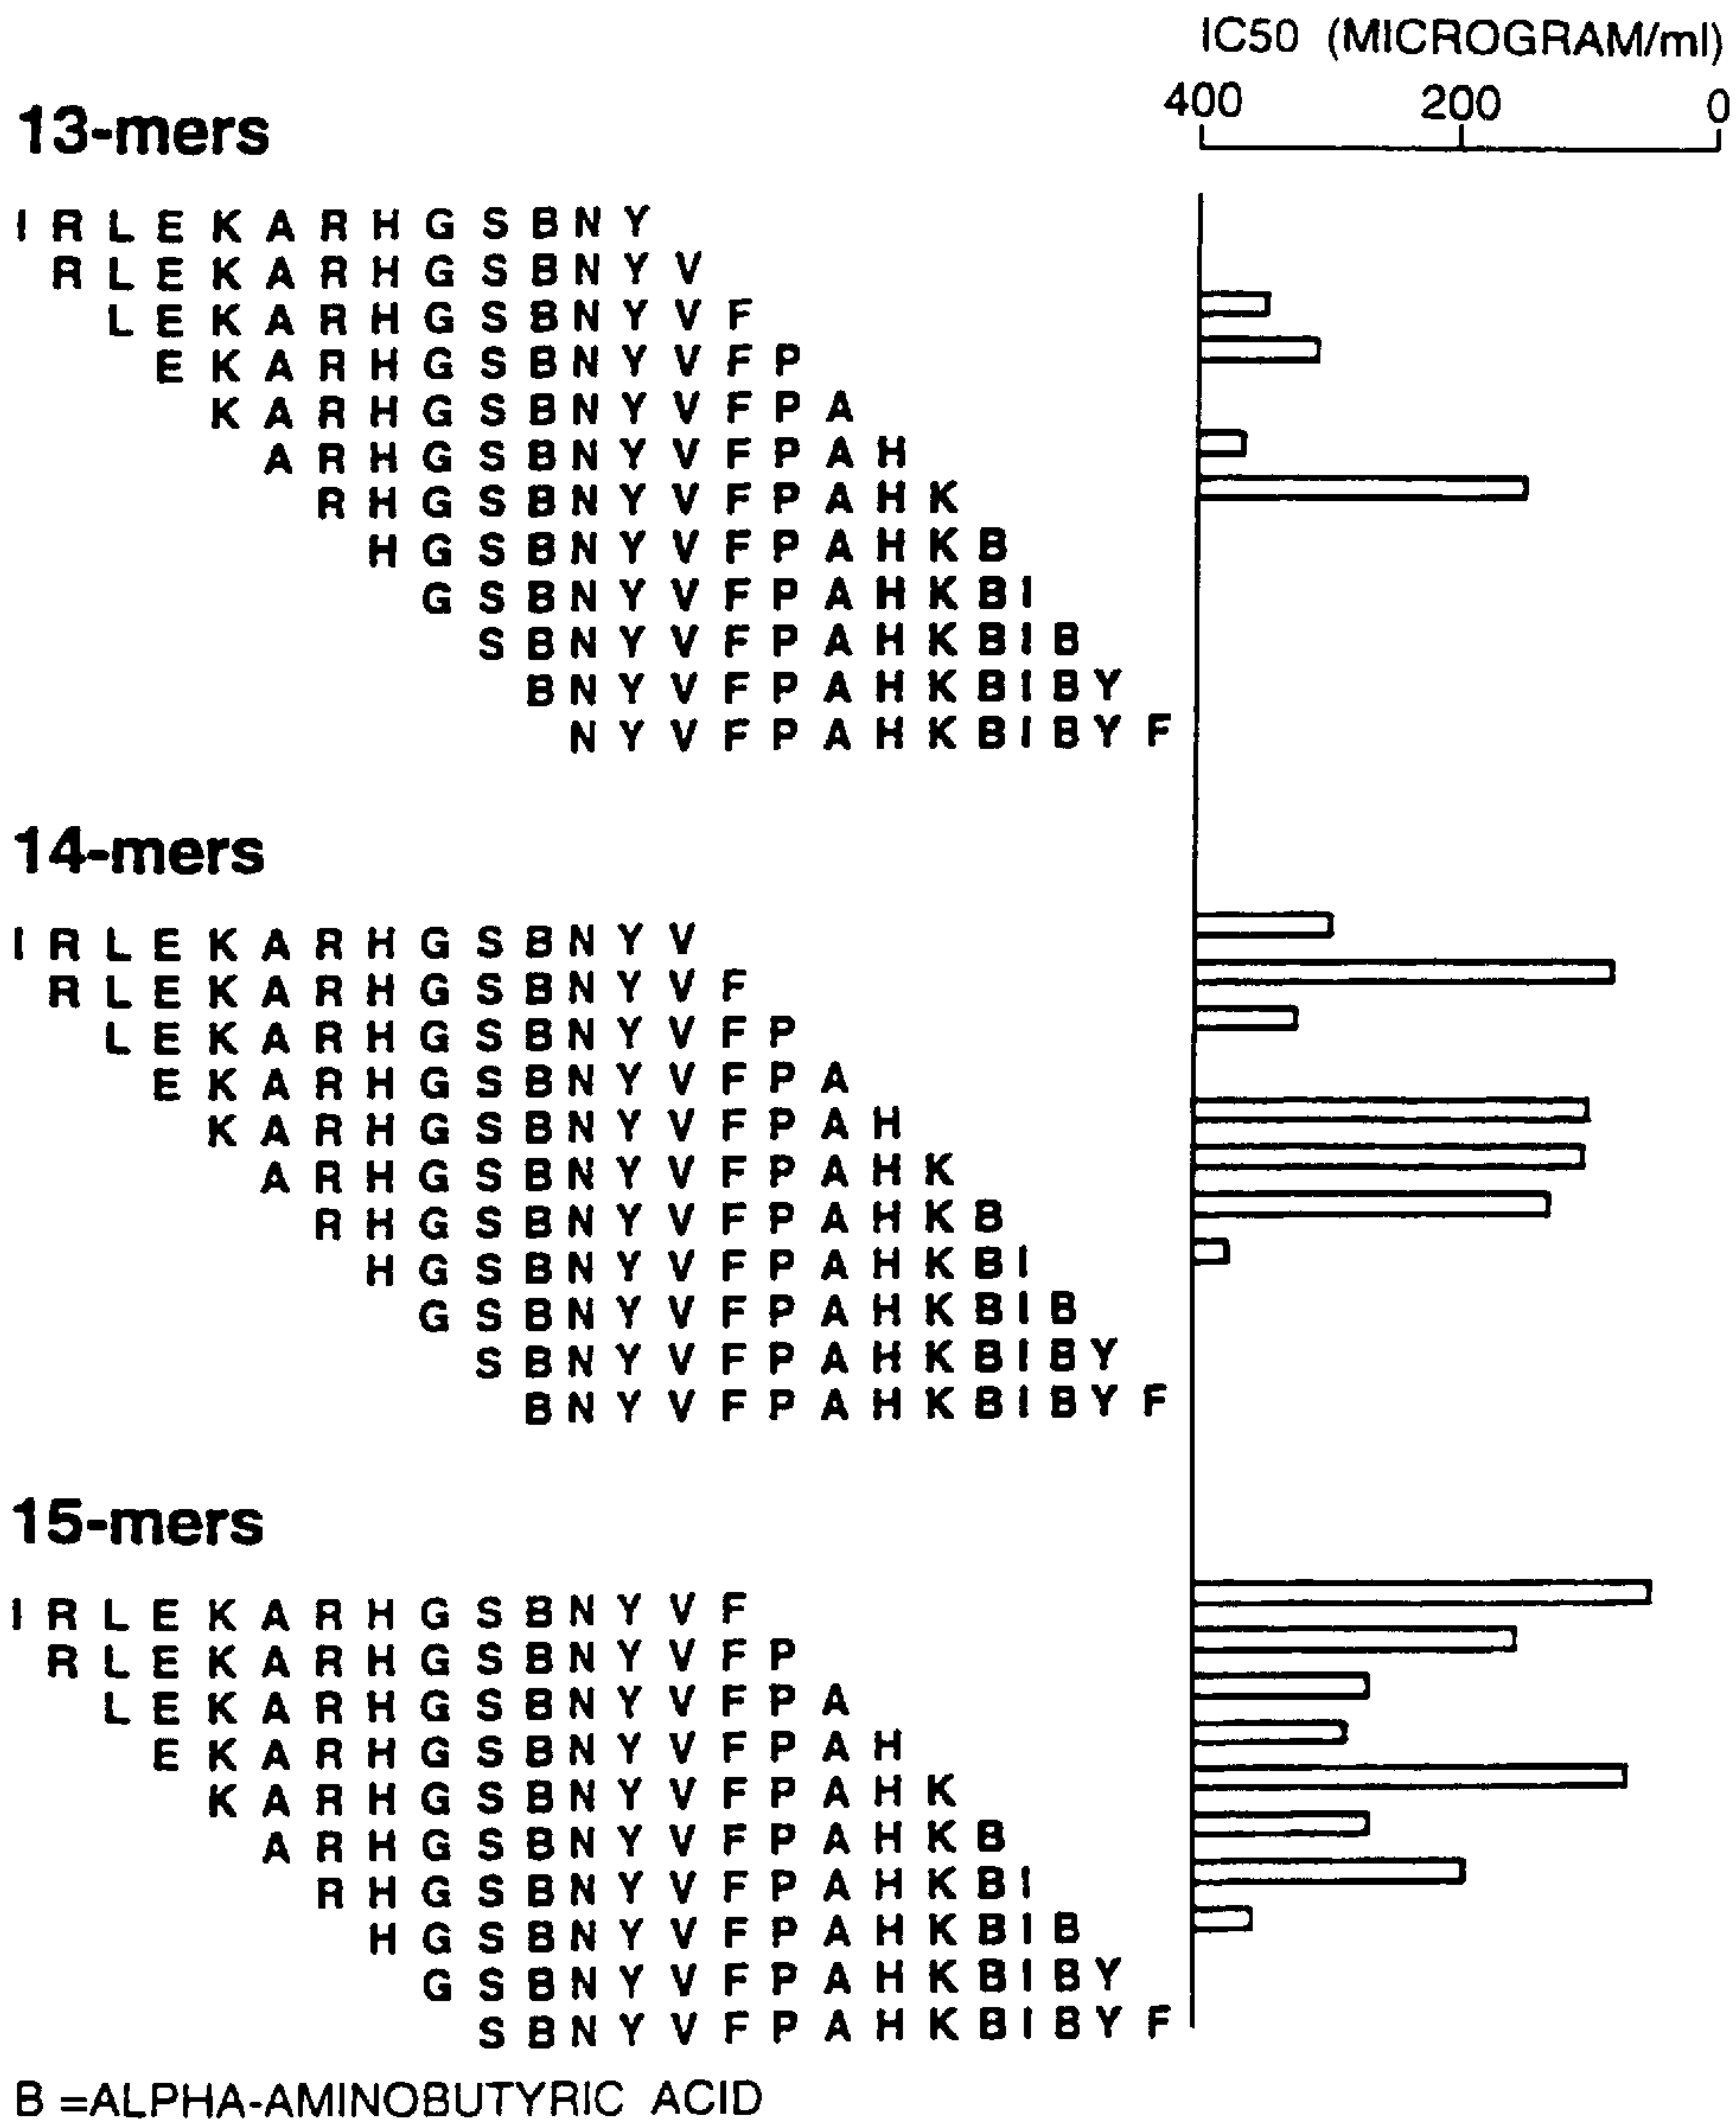 IC50 (MICROGRAM/ml)
400 200 0
13-mers
I R L E K A R H G S B N Y
R L E K A R H G S B N Y V
L E K A R H G S B N Y V F
E K A R H G S B N Y V F P
K A R H G S B N Y V F P A
A R H G S B N Y V F P A H
R H G S B N Y V F P A H K
H G S B N Y V F P A H K B
G S B N Y V F P A H K B I
S B N Y V F P A H K B I B
B N Y V F P A H K B I B Y
N Y V F P A H K B I B Y F
14-mers
I R L E K A R H G S B N Y V
R L E K A R H G S B N Y V F
L E K A R H G S B N Y V F P
E K A R H G S B N Y V F P A
K A R H G S B N Y V F P A H
A R H G S B N Y V F P A H K
R H G S B N Y V F P A H K B
H G S B N Y V F P A H K B I
G S B N Y V F P A H K B I B
S B N Y V F P A H K B I B Y
B N Y V F P A H K B I B Y F
15-mers
I R L E K A R H G S B N Y V F
R L E K A R H G S B N Y V F P
L E K A R H G S B N Y V F P A
E K A R H G S B N Y V F P A H
K A R H G S B N Y V F P A H K
A R H G S B N Y V F P A H K B
R H G S B N Y V F P A H K B I
H G S B N Y V F P A H K B I B
G S B N Y V F P A H K B I B Y
S B N Y V F P A H K B I B Y F
B =ALPHA-AMINOBUTYRIC ACID